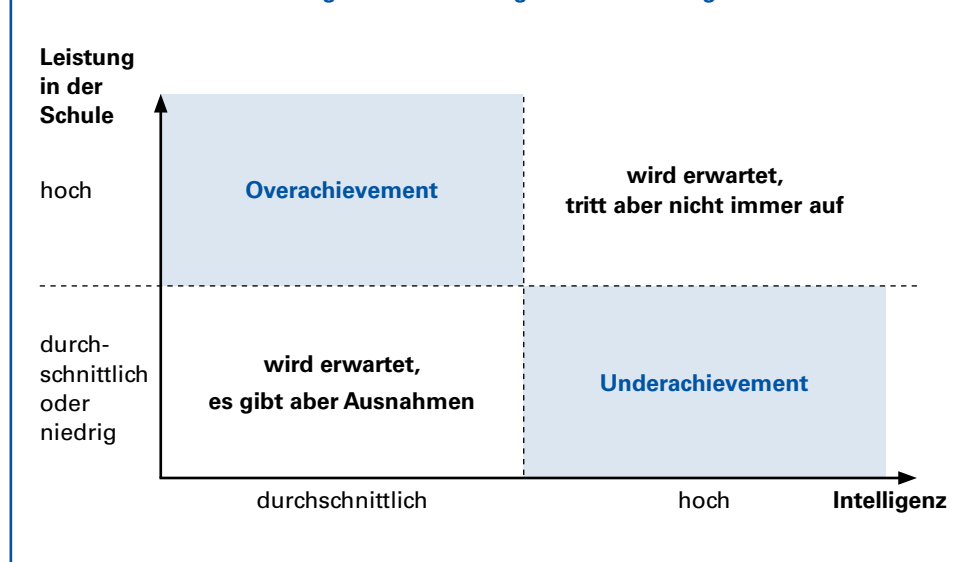 Leistung
in der
Schule
hoch
Overachievement
wird erwartet,
tritt aber nicht immer auf
durch-
schnittlich
oder
niedrig
wird erwartet,
es gibt aber Ausnahmen
Underachievement
durchschnittlich
hoch
Intelligenz